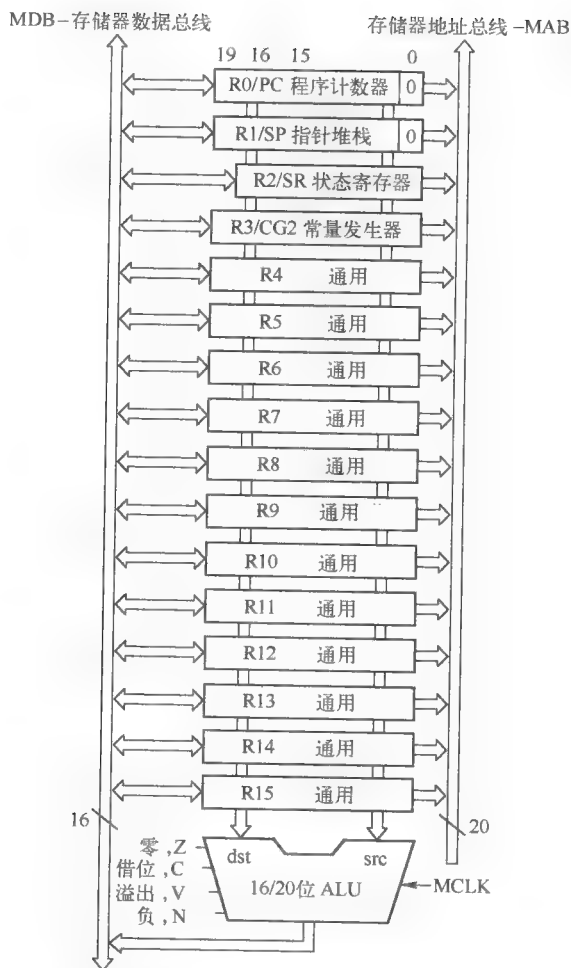 MDB-存储器数据总线
存储器地址总线-MAB
19 16 15 0
R0/PC 程序计数器 0
R1/SP 指针堆栈 0
R2/SR 状态寄存器
R3/CG2 常量发生器
R4 通用
R5 通用
R6 通用
R7 通用
R8 通用
R9 通用
R10 通用
R11 通用
R12 通用
R13 通用
R14 通用
R15 通用
16
20
零,Z
借位,C
溢出,V
负,N
dst src
16/20位 ALU
MCLK